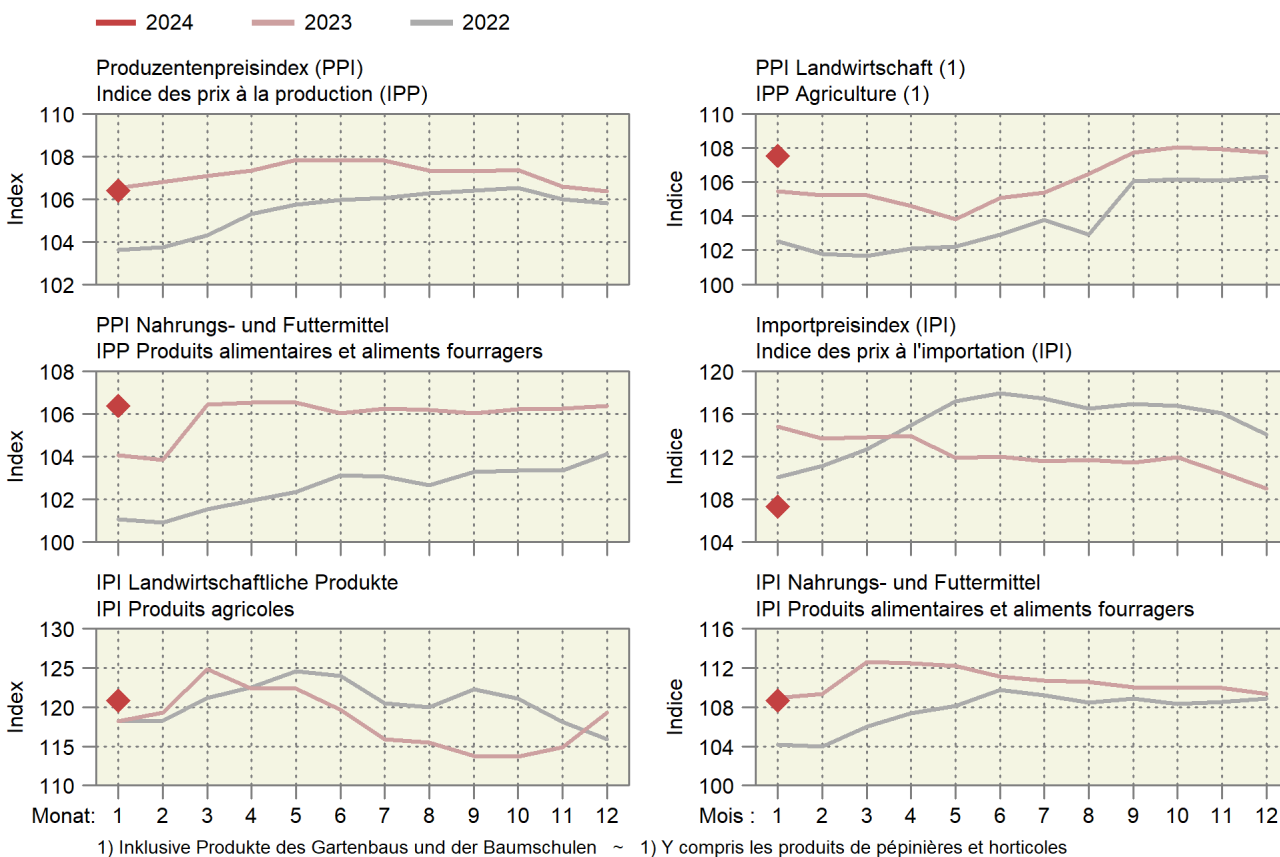 2024 2023 2022
Produzentenpreisindex (PPI)
Indice des prix à la production (IPP)
110
108
106
104
102
Index
PPI Landwirtschaft (1)
IPP Agriculture (1)
110
108
106
104
102
100
Indice
PPI Nahrungs- und Futtermittel
IPP Produits alimentaires et aliments fourragers
108
106
104
102
100
Index
Importpreisindex (IPI)
Indice des prix à l'importation (IPI)
120
116
112
108
104
Indice
IPI Landwirtschaftliche Produkte
IPI Produits agricoles
130
125
120
115
110
Index
Monat: 1 2 3 4 5 6 7 8 9 10 11 12
IPI Nahrungs- und Futtermittel
IPI Produits alimentaires et aliments fourragers
116
112
108
104
100
Indice
Mois : 1 2 3 4 5 6 7 8 9 10 11 12
1) Inklusive Produkte des Gartenbaus und der Baumschulen ~ 1) Y compris les produits de pépinières et horticoles